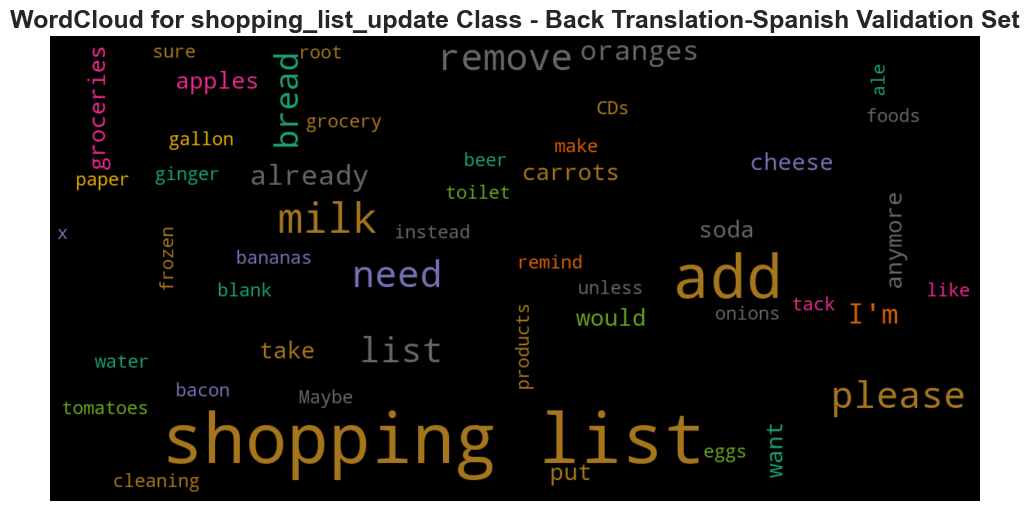 WordCloud for shopping_list_update Class - Back Translation-Spanish Validation Set
sure
root
remove
oranges
groceries
apples
bread
ale
CDs
foods
grocery
gallon
make
beer
cheese
paper
ginger
already
carrots
toilet
milk
anymore
x
instead
soda
frozen
bananas
need
remind
add
blank
unless
like
tack
would
onions
I'm
products
take
list
water
bacon
Maybe
please
tomatoes
shopping list
want
eggs
put
cleaning